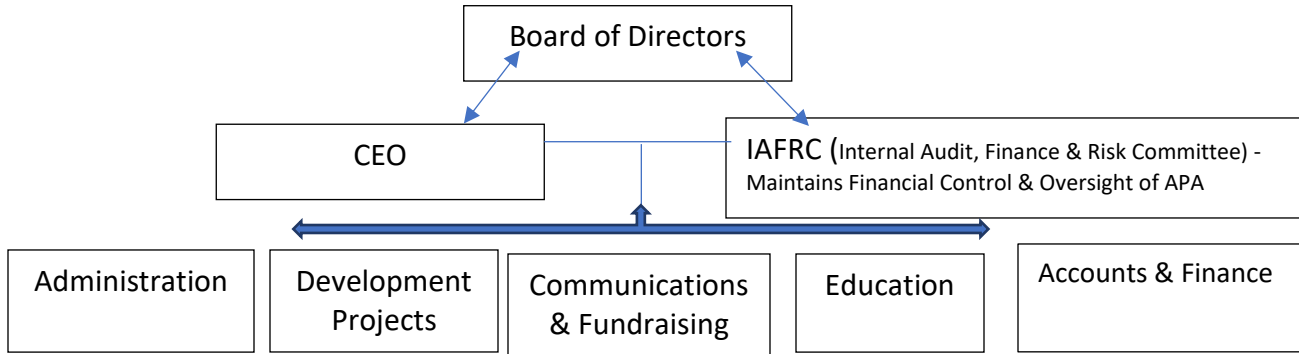 Board of Directors
CEO
IAFRC (Internal Audit, Finance & Risk Committee) -
Maintains Financial Control & Oversight of APA
Administration
Development
Projects
Communications
& Fundraising
Education
Accounts & Finance